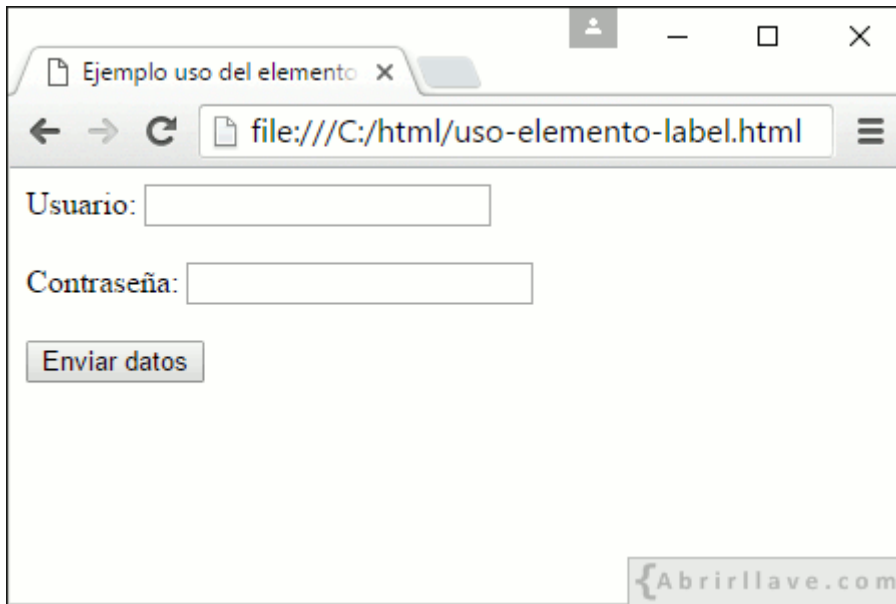 Ejemplo uso del elemento
file:///C:/html/uso-elemento-label.html
Usuario:
Contraseña:
Enviar datos
{Abrirllave.com